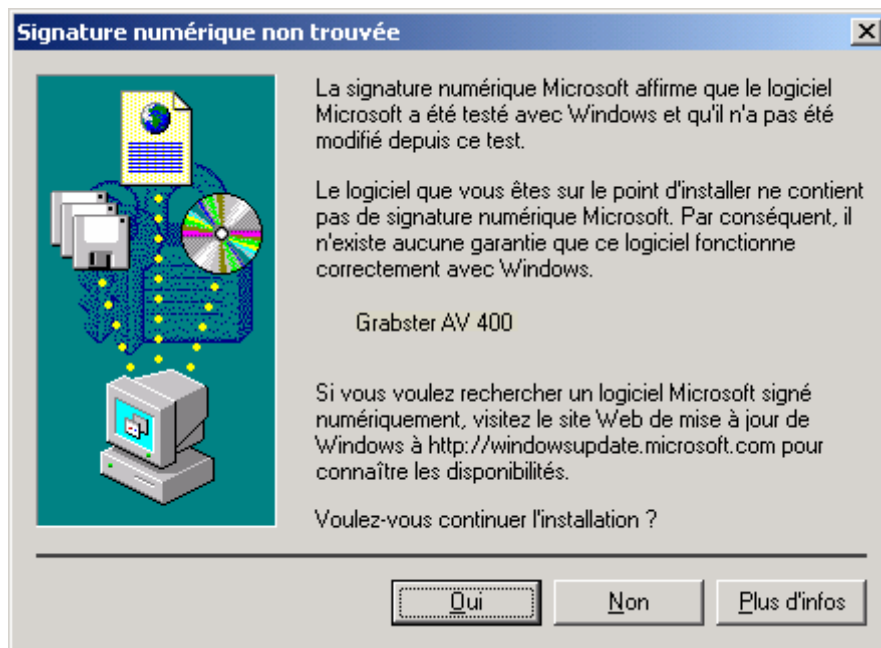 Signature numérique non trouvée
La signature numérique Microsoft affirme que le logiciel
Microsoft a été testé avec Windows et qu'il n'a pas été
modifié depuis ce test.
Le logiciel que vous êtes sur le point d'installer ne contient
pas de signature numérique Microsoft. Par conséquent, il
n'existe aucune garantie que ce logiciel fonctionne
correctement avec Windows.
Grabster AV 400
Si vous voulez rechercher un logiciel Microsoft signé
numériquement, visitez le site Web de mise à jour de
Windows à http://windowsupdate.microsoft.com pour
connaître les disponibilités.
Voulez-vous continuer l'installation ?
Oui Non Plus d'infos